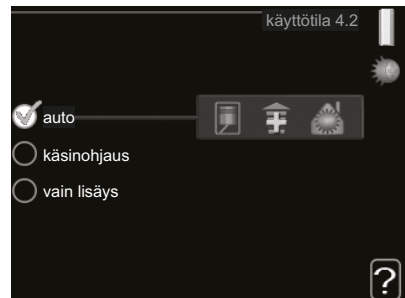 käyttötila 4.2
auto
käsinohjaus
vain lisäys
?